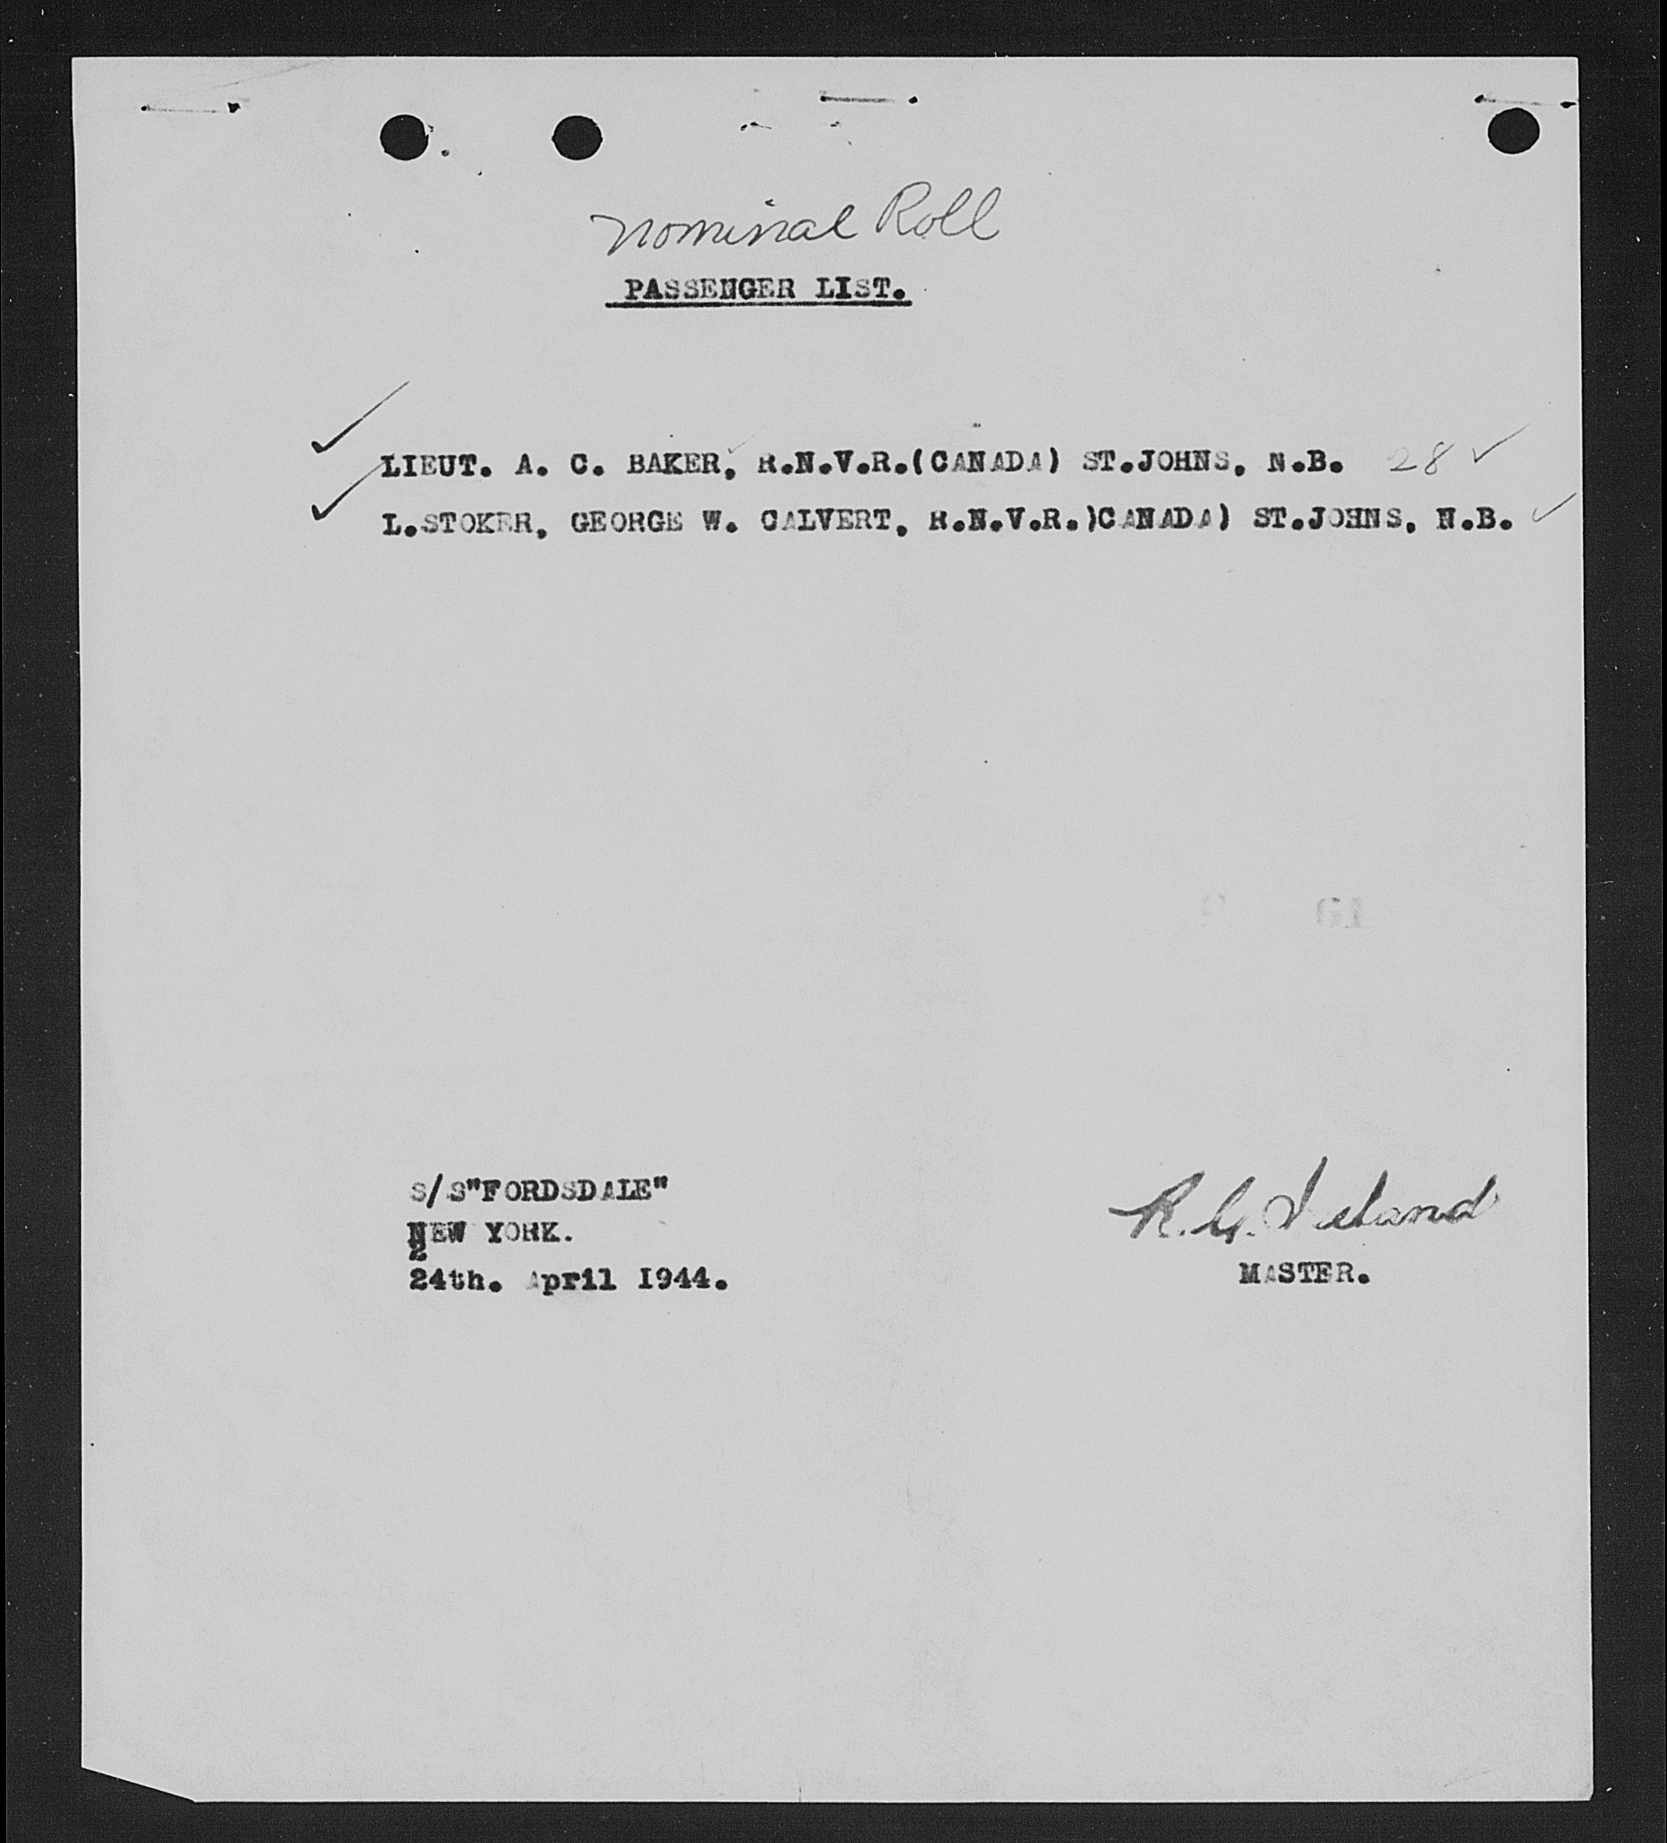 Nominal Roll
PASSENGER LIST.
LIEUT. A. C. BAKER, R.N.V.R.(CANADA) ST.JOHNS, N.B. 28 ✓
L.STOKER, GEORGE W. CALVERT, R.N.V.R.)CANADA) ST.JOHNS, N.B. ✓
S/S"FORDSDALE"
NEW YORK.
24th. April 1944.
R. G. Ireland
MASTER.